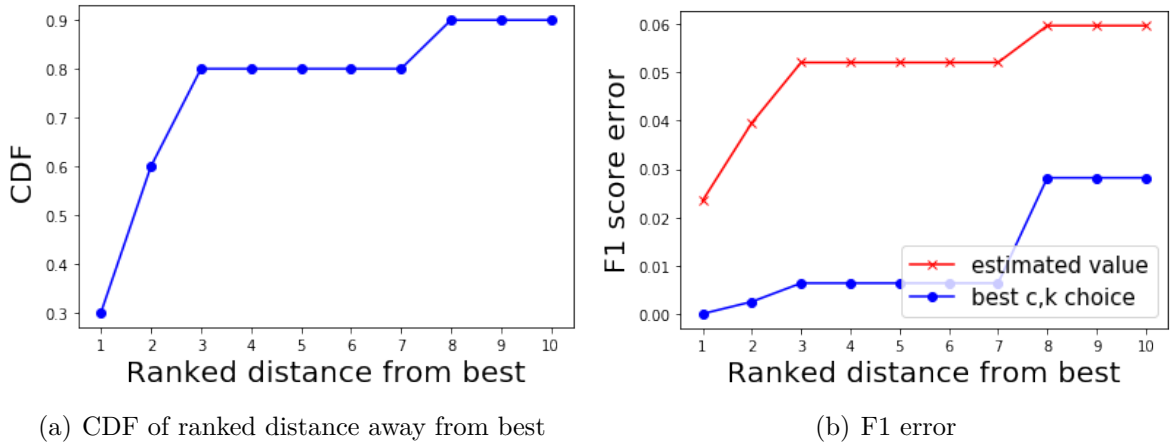 0.9
0.8
0.7
0.6
0.5
0.4
0.3
CDF
1 2 3 4 5 6 7 8 9 10
Ranked distance from best
(a) CDF of ranked distance away from best
0.06
0.05
0.04
0.03
0.02
0.01
0.00
F1 score error
estimated value
best c,k choice
1 2 3 4 5 6 7 8 9 10
Ranked distance from best
(b) F1 error